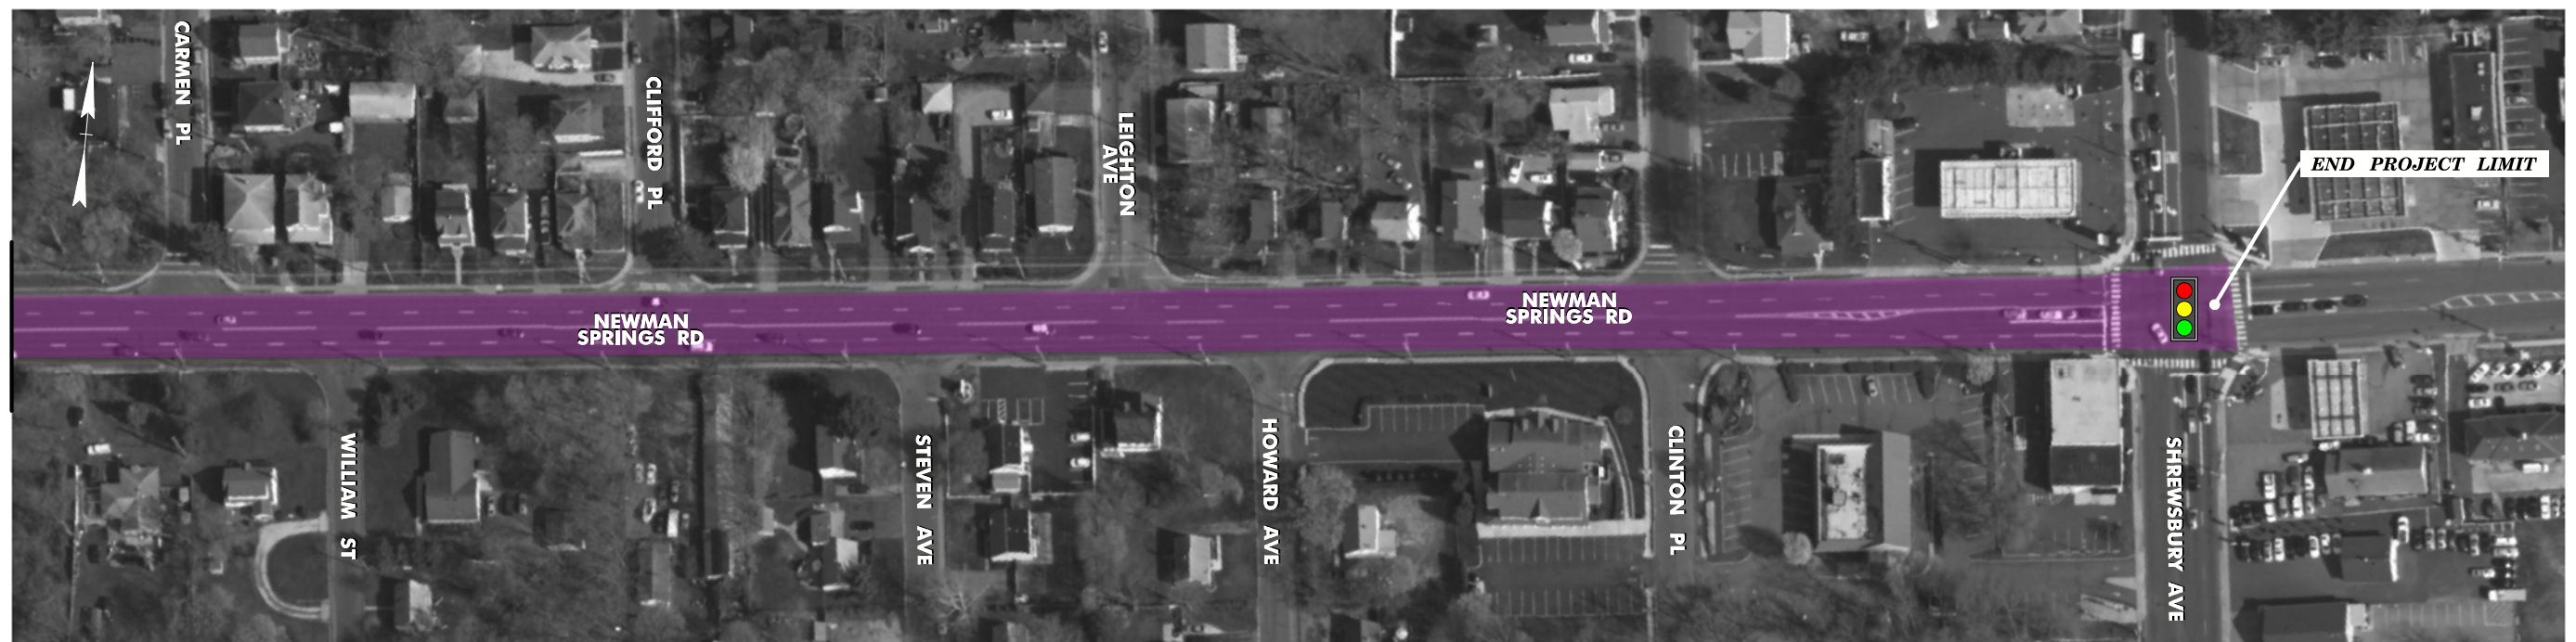 CARMEN PL
CLIFFORD PL
LEIGHTON
AVE
END PROJECT LIMIT
NEWMAN
SPRINGS RD
NEWMAN
SPRINGS RD
WILLIAM ST
STEVEN AVE
HOWARD AVE
CLINTON PL
SHREWSBURY AVE